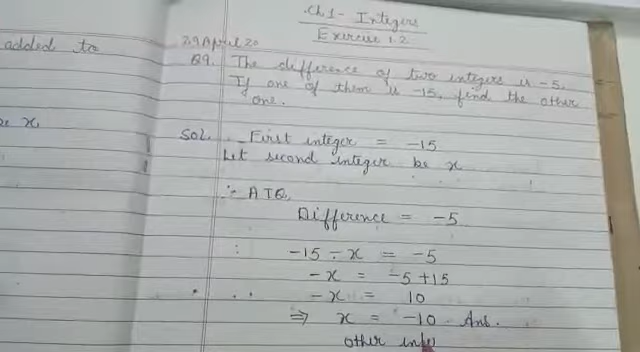 Ch 1 - Integers
Exercise 1.2
added to
29 April 20
Q9. The difference of two integers is -5.
If one of them is -15, find the other
one.
x
Sol. First integer = -15
Let second integer be x
∴ ATQ
Difference = -5
: -15 - x = -5
-x = -5+15
∴ -x = 10
⇒ x = -10 Ans.
other